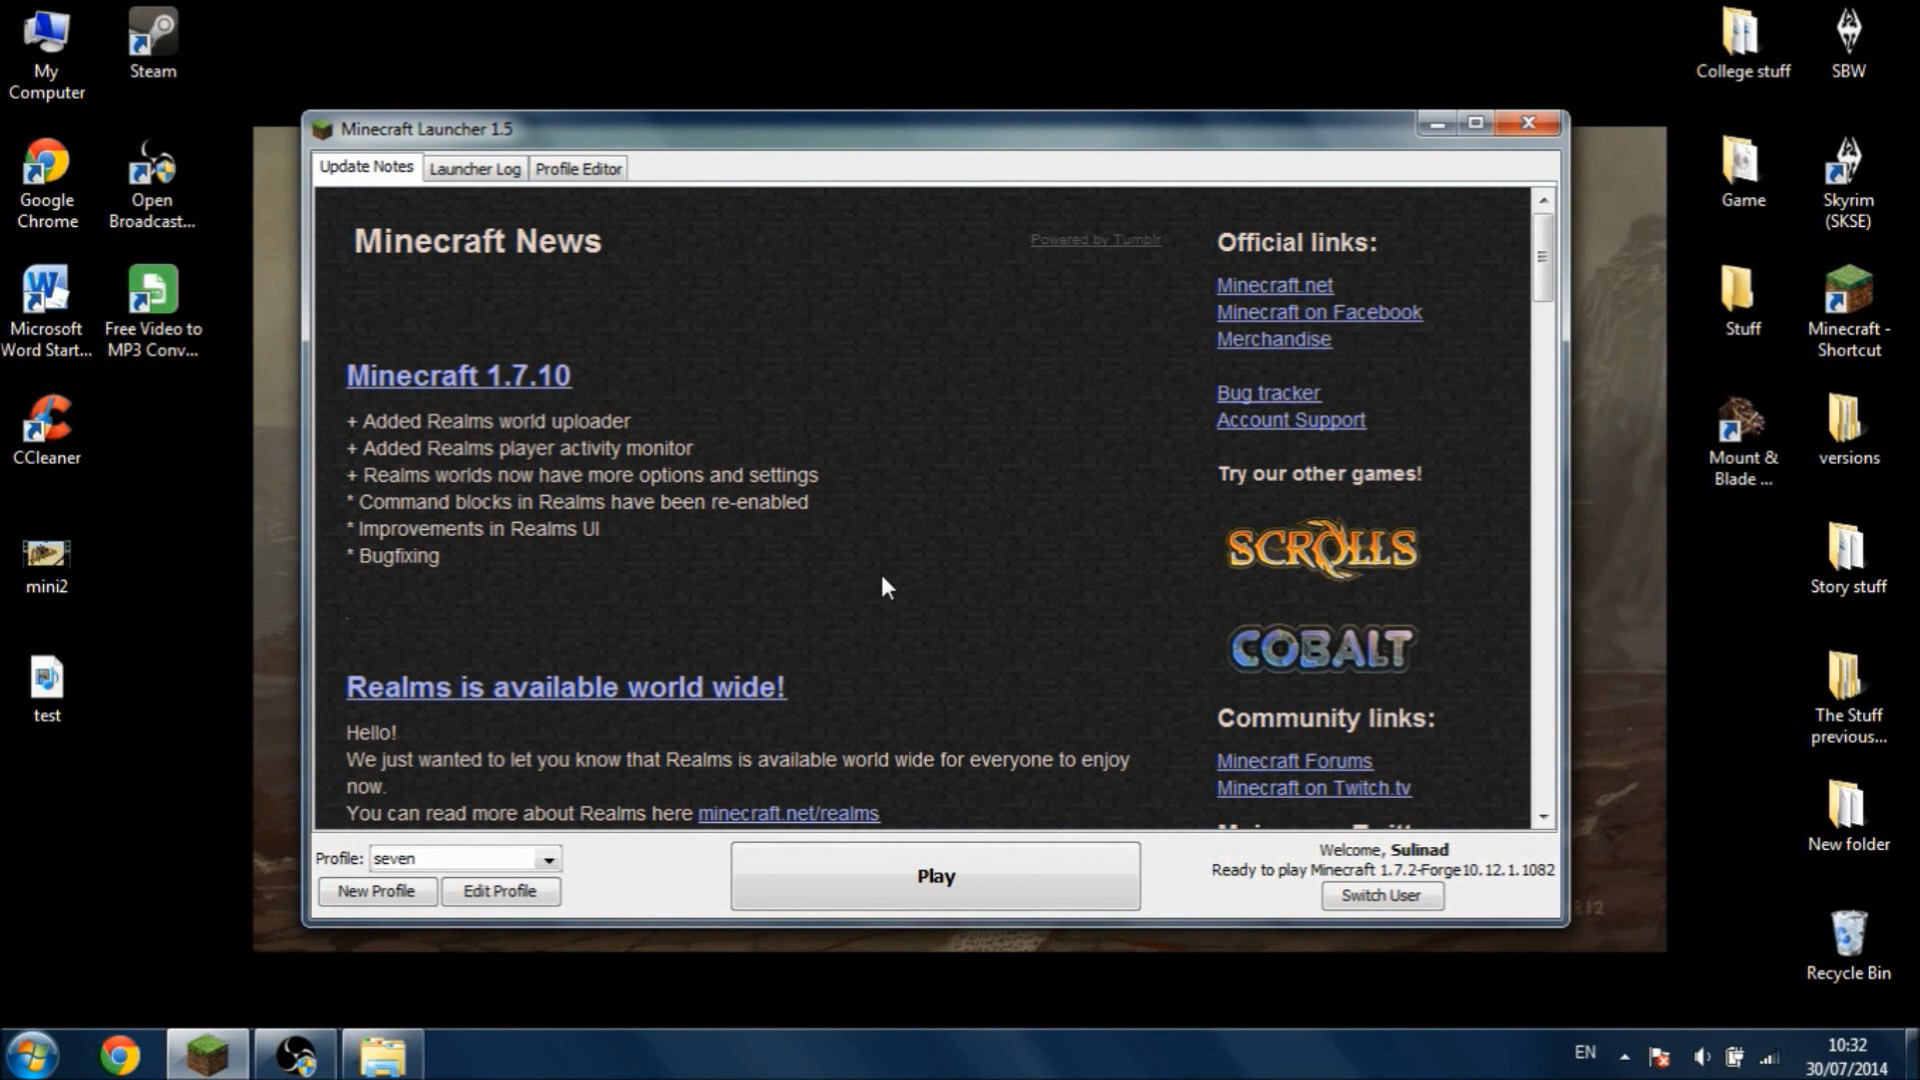 My
Computer
Steam
Google
Chrome
Open
Broadcast...
Microsoft
Word Start...
Free Video to
MP3 Conv...
CCleaner
mini2
test
Minecraft Launcher 1.5
Update Notes
Launcher Log
Profile Editor
Minecraft News
Powered by Tumblr
Minecraft 1.7.10
+ Added Realms world uploader
+ Added Realms player activity monitor
+ Realms worlds now have more options and settings
* Command blocks in Realms have been re-enabled
* Improvements in Realms UI
* Bugfixing
Realms is available world wide!
Hello!
We just wanted to let you know that Realms is available world wide for everyone to enjoy
now.
You can read more about Realms here minecraft.net/realms
Official links:
Minecraft.net
Minecraft on Facebook
Merchandise
Bug tracker
Account Support
Try our other games!
SCROLLS
COBALT
Community links:
Minecraft Forums
Minecraft on Twitch.tv
Profile: seven
New Profile
Edit Profile
Play
Welcome, Sulinad
Ready to play Minecraft 1.7.2-Forge10.12.1.1082
Switch User
College stuff
SBW
Game
Skyrim
(SKSE)
Stuff
Minecraft -
Shortcut
Mount &
Blade ...
versions
Story stuff
The Stuff
previous...
New folder
Recycle Bin
EN
10:32
30/07/2014